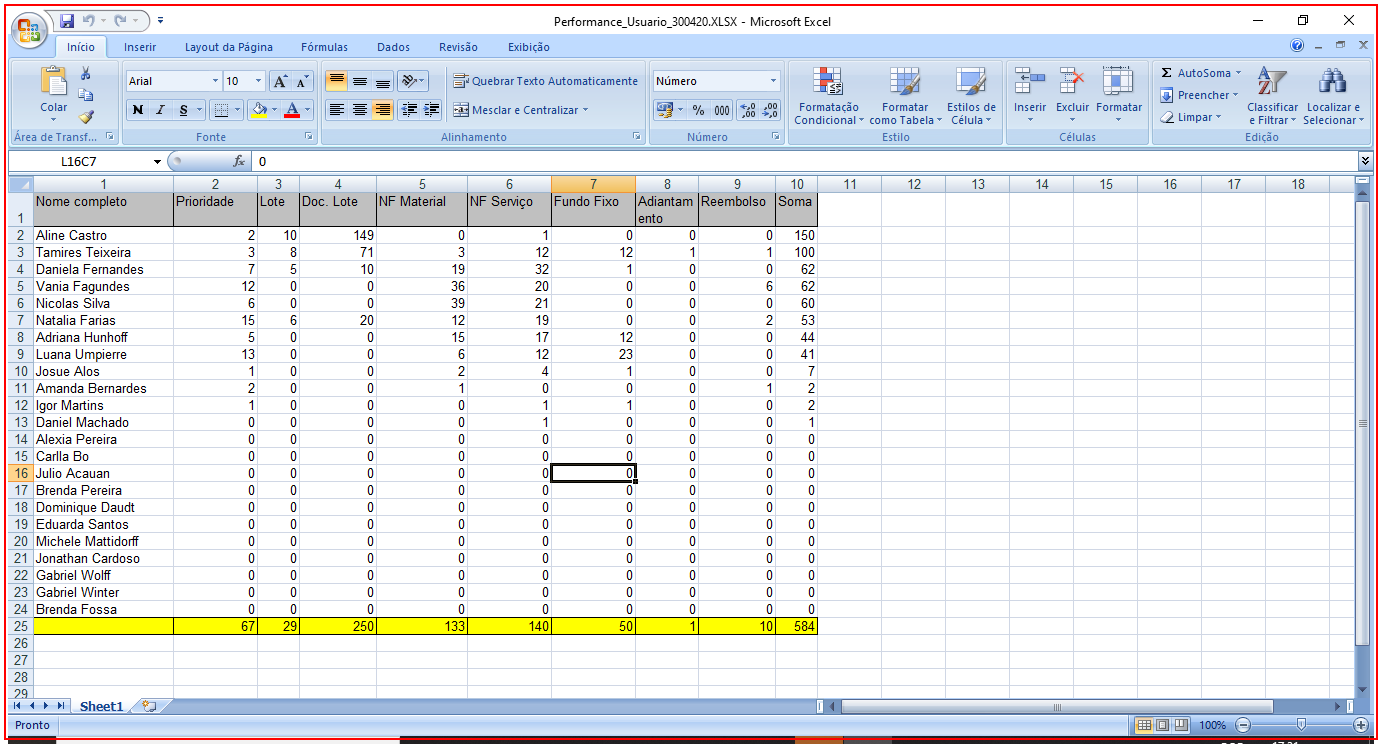 Performance_Usuario_300420.XLSX - Microsoft Excel
Início Inserir Layout da Página Fórmulas Dados Revisão Exibição
Colar
Área de Transf...
Arial 10
N I S
Fonte
Quebrar Texto Automaticamente
Mesclar e Centralizar
Alinhamento
Número
% 000
Número
Formatação Condicional
Formatar como Tabela
Estilos de Célula
Estilo
Inserir Excluir Formatar
Células
Σ AutoSoma
Preencher
Limpar
Classificar e Filtrar
Localizar e Selecionar
Edição
L16C7 fx 0
1 2 3 4 5 6 7 8 9 10 11 12 13 14 15 16 17 18
1 Nome completo Prioridade Lote Doc. Lote NF Material NF Serviço Fundo Fixo Adiantamento Reembolso Soma
2 Aline Castro 2 10 149 0 1 0 0 0 150
3 Tamires Teixeira 3 8 71 3 12 12 1 1 100
4 Daniela Fernandes 7 5 10 19 32 1 0 0 62
5 Vania Fagundes 12 0 0 36 20 0 0 6 62
6 Nicolas Silva 6 0 0 39 21 0 0 0 60
7 Natalia Farias 15 6 20 12 19 0 0 2 53
8 Adriana Hunhoff 5 0 0 15 17 12 0 0 44
9 Luana Umpierre 13 0 0 6 12 23 0 0 41
10 Josue Alos 1 0 0 2 4 1 0 0 7
11 Amanda Bernardes 2 0 0 1 0 0 0 1 2
12 Igor Martins 1 0 0 0 1 1 0 0 2
13 Daniel Machado 0 0 0 0 1 0 0 0 1
14 Alexia Pereira 0 0 0 0 0 0 0 0 0
15 Carlla Bo 0 0 0 0 0 0 0 0 0
16 Julio Acauan 0 0 0 0 0 0 0 0 0
17 Brenda Pereira 0 0 0 0 0 0 0 0 0
18 Dominique Daudt 0 0 0 0 0 0 0 0 0
19 Eduarda Santos 0 0 0 0 0 0 0 0 0
20 Michele Mattidorff 0 0 0 0 0 0 0 0 0
21 Jonathan Cardoso 0 0 0 0 0 0 0 0 0
22 Gabriel Wolff 0 0 0 0 0 0 0 0 0
23 Gabriel Winter 0 0 0 0 0 0 0 0 0
24 Brenda Fossa 0 0 0 0 0 0 0 0 0
25 67 29 250 133 140 50 1 10 584
26
27
28
29
Sheet1
Pronto 100%